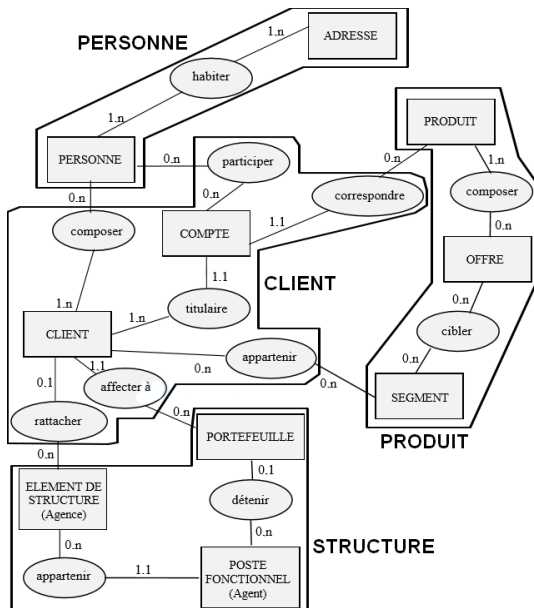 PERSONNE
1.n
ADRESSE
habiter
1.n
PERSONNE
0.n
participer
0.n
0.n
composer
COMPTE
1.1
correspondre
0.n
PRODUIT
1.n
composer
0.n
OFFRE
0.n
cibler
0.n
SEGMENT
PRODUIT
1.1
CLIENT
titulaire
1.n
1.n
CLIENT
appartenir
0.n
0.n
0.1
1.1
affecter à
0.n
rattacher
0.n
PORTEFEUILLE
0.1
détenir
0.n
ELEMENT DE
STRUCTURE
(Agence)
0.n
appartenir
1.1
POSTE
FONCTIONNEL
(Agent)
STRUCTURE